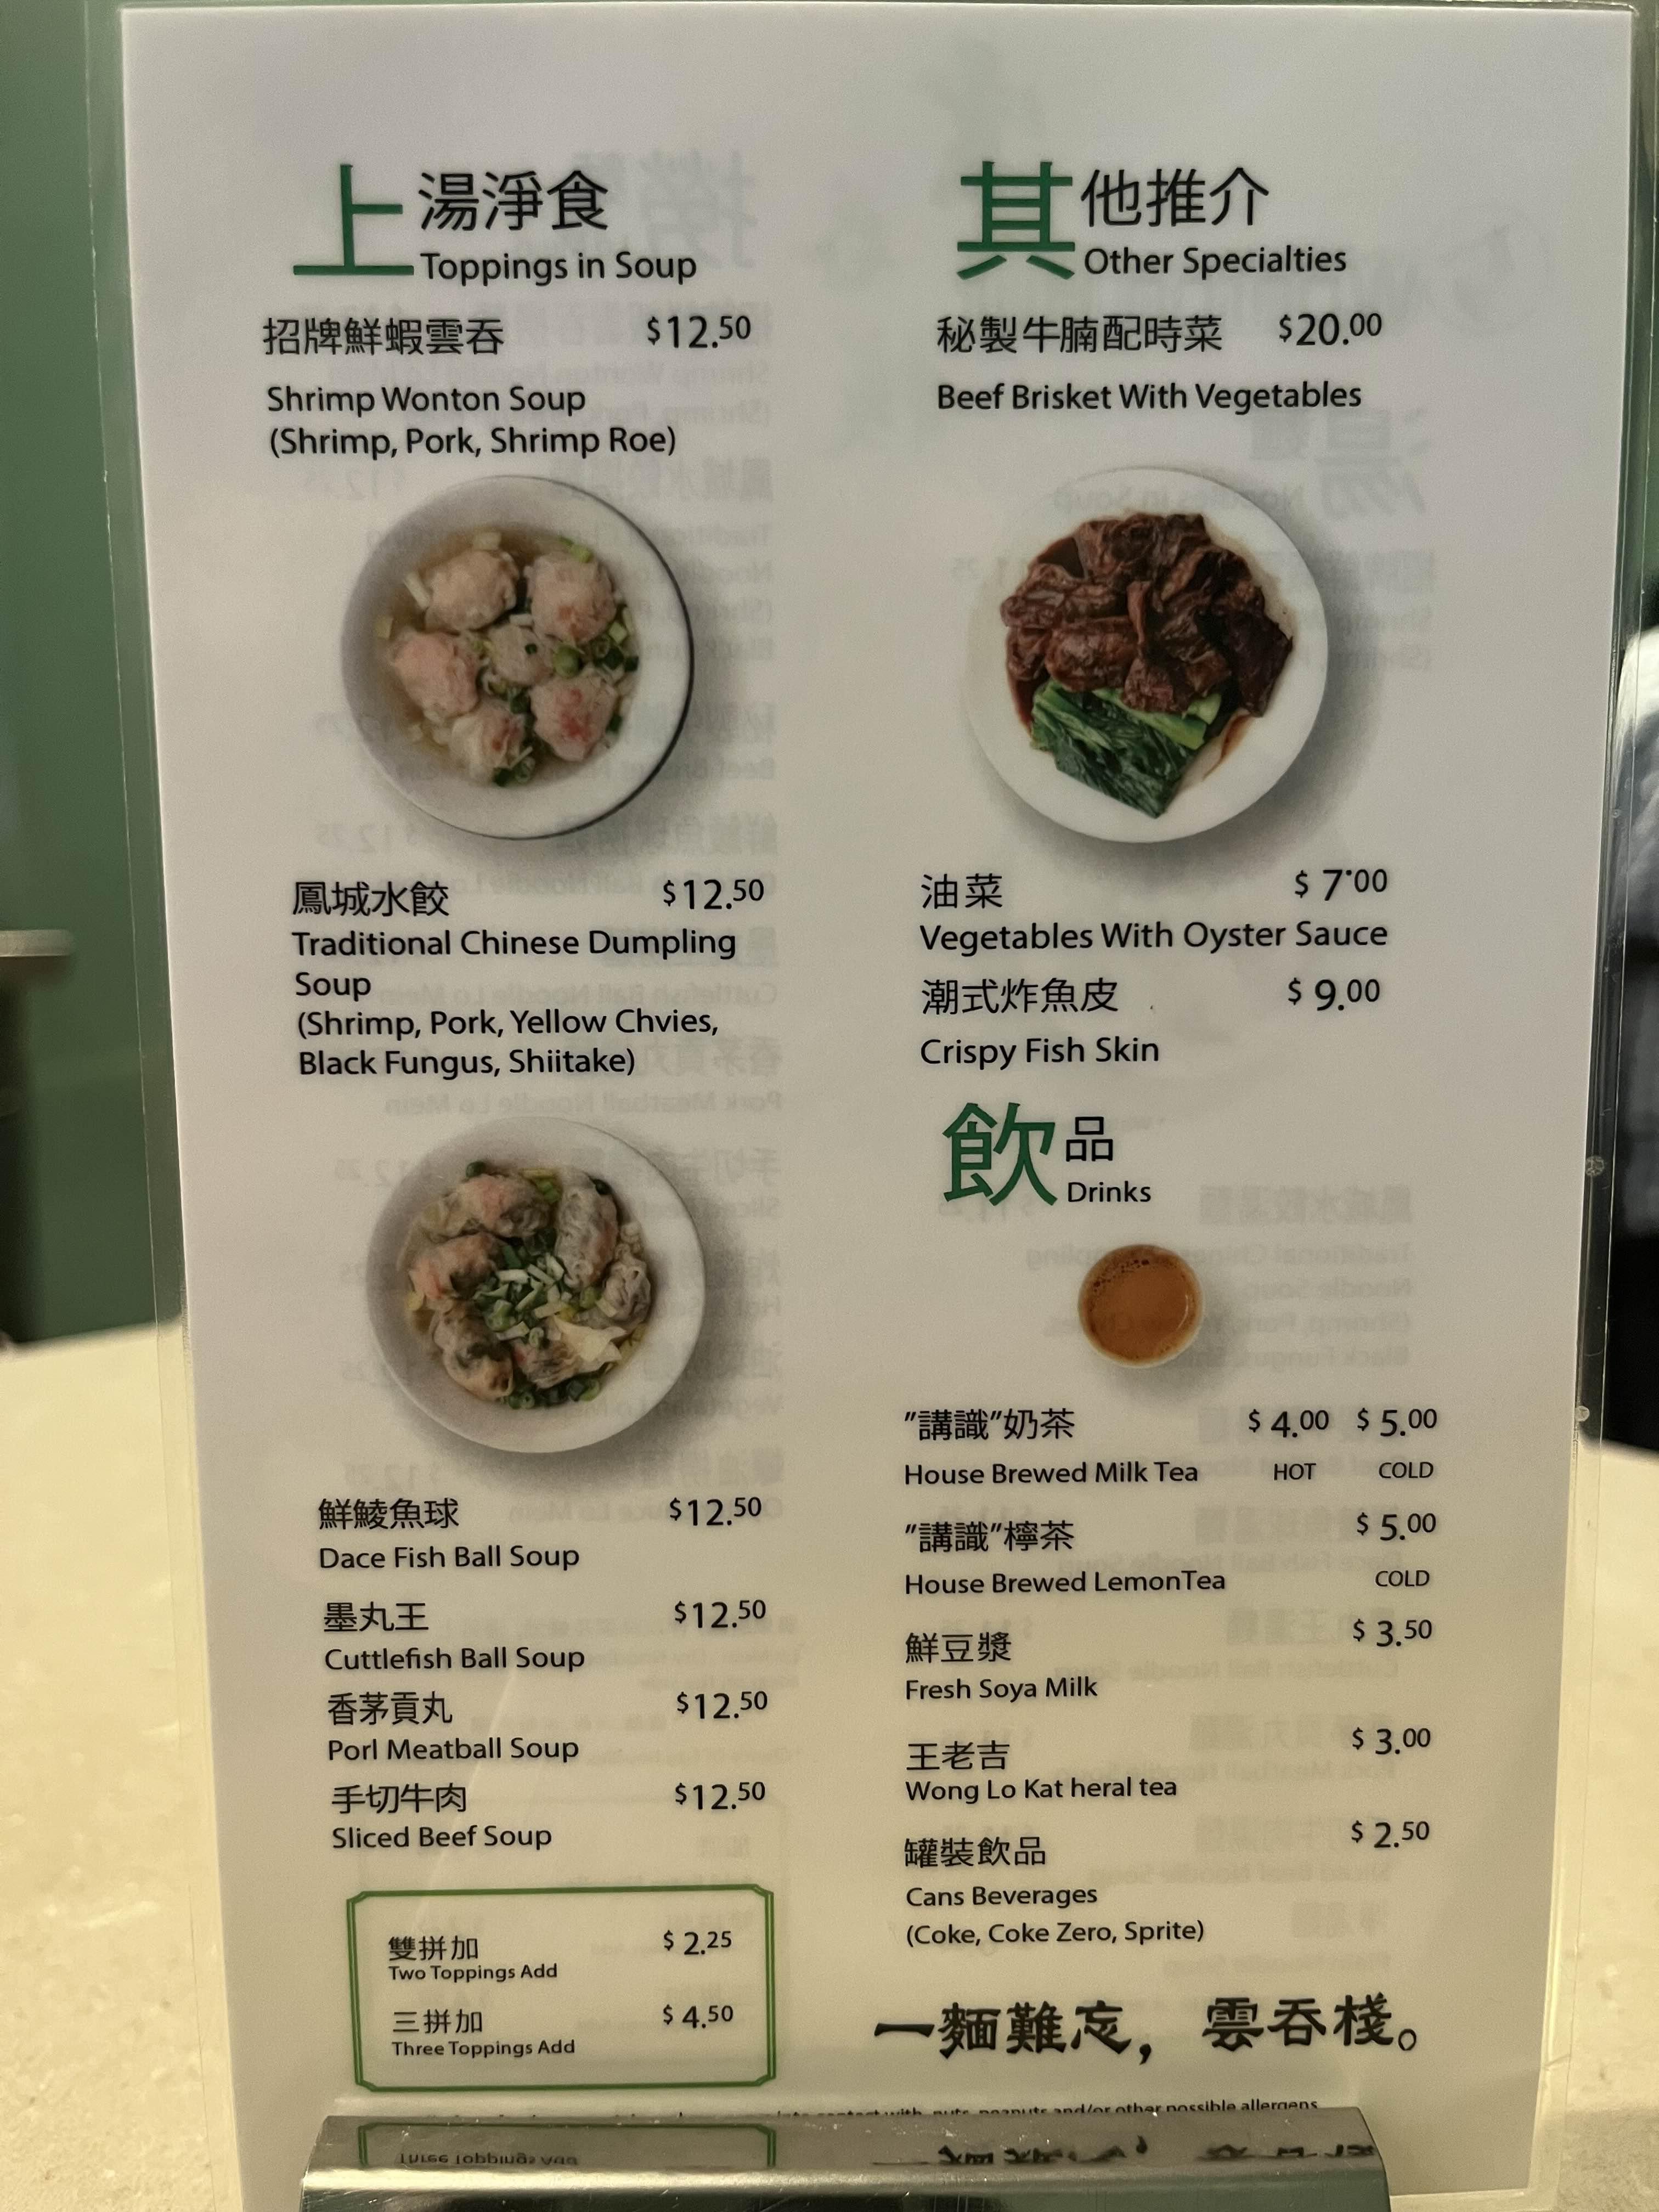 上湯淨食
Toppings in Soup
招牌鮮蝦雲吞 $12.50
Shrimp Wonton Soup
(Shrimp, Pork, Shrimp Roe)
鳳城水餃 $12.50
Traditional Chinese Dumpling
Soup
(Shrimp, Pork, Yellow Chvies,
Black Fungus, Shiitake)
鮮鯪魚球 $12.50
Dace Fish Ball Soup
墨丸王 $12.50
Cuttlefish Ball Soup
香茅貢丸 $12.50
Porl Meatball Soup
手切牛肉 $12.50
Sliced Beef Soup
雙拼加 $2.25
Two Toppings Add
三拼加 $4.50
Three Toppings Add
其他推介
Other Specialties
秘製牛腩配時菜 $20.00
Beef Brisket With Vegetables
油菜 $7.00
Vegetables With Oyster Sauce
潮式炸魚皮 $9.00
Crispy Fish Skin
飲品
Drinks
"講識"奶茶 $4.00 $5.00
House Brewed Milk Tea HOT COLD
"講識"檸茶 $5.00
House Brewed LemonTea COLD
鮮豆漿 $3.50
Fresh Soya Milk
王老吉 $3.00
Wong Lo Kat heral tea
罐裝飲品 $2.50
Cans Beverages
(Coke, Coke Zero, Sprite)
一麵難忘，雲吞棧。
contact with nuts, peanuts and/or other possible allergens